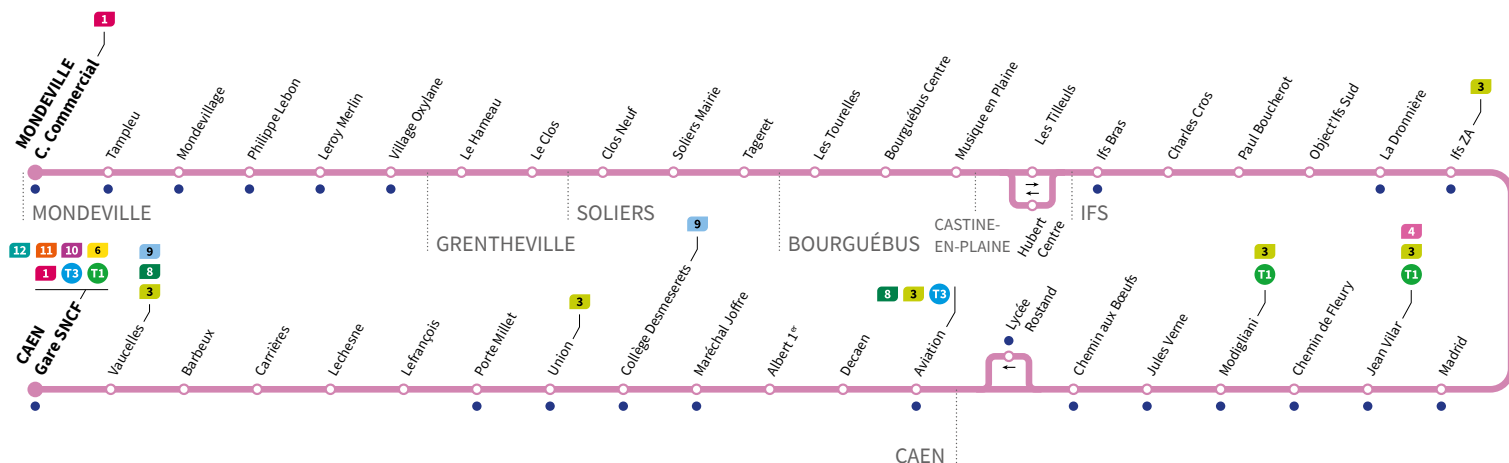 1
MONDEVILLE
C. Commercial
Tampleu
Mondevillage
Philippe Lebon
Leroy Merlin
Village Oxylane
Le Hameau
Le Clos
Clos Neuf
Soliers Mairie
Tageret
Les Tourelles
Bourguébus Centre
Musique en Plaine
Les Tilleuls
Hubert
Centre
Ifs Bras
Charles Cros
Paul Boucherot
Object'Ifs Sud
La Dronnière
Ifs ZA
3
MONDEVILLE
GRENTHEVILLE
SOLIERS
BOURGUÉBUS
CASTINE-
EN-PLAINE
IFS
12 11 10 6
1 T3 T1
CAEN
Gare SNCF
9
8
3
Vaucelles
Barbeux
Carrières
Lechesne
Lefrançois
Porte Millet
3
Union
9
Collège Desmeserets
Maréchal Joffre
Albert 1er
Decaen
8 3 T3
Aviation
Lycée
Rostand
Chemin aux Bœufs
Jules Verne
3
T1
Modigliani
Chemin de Fleury
4
3
T1
Jean Vilar
Madrid
CAEN